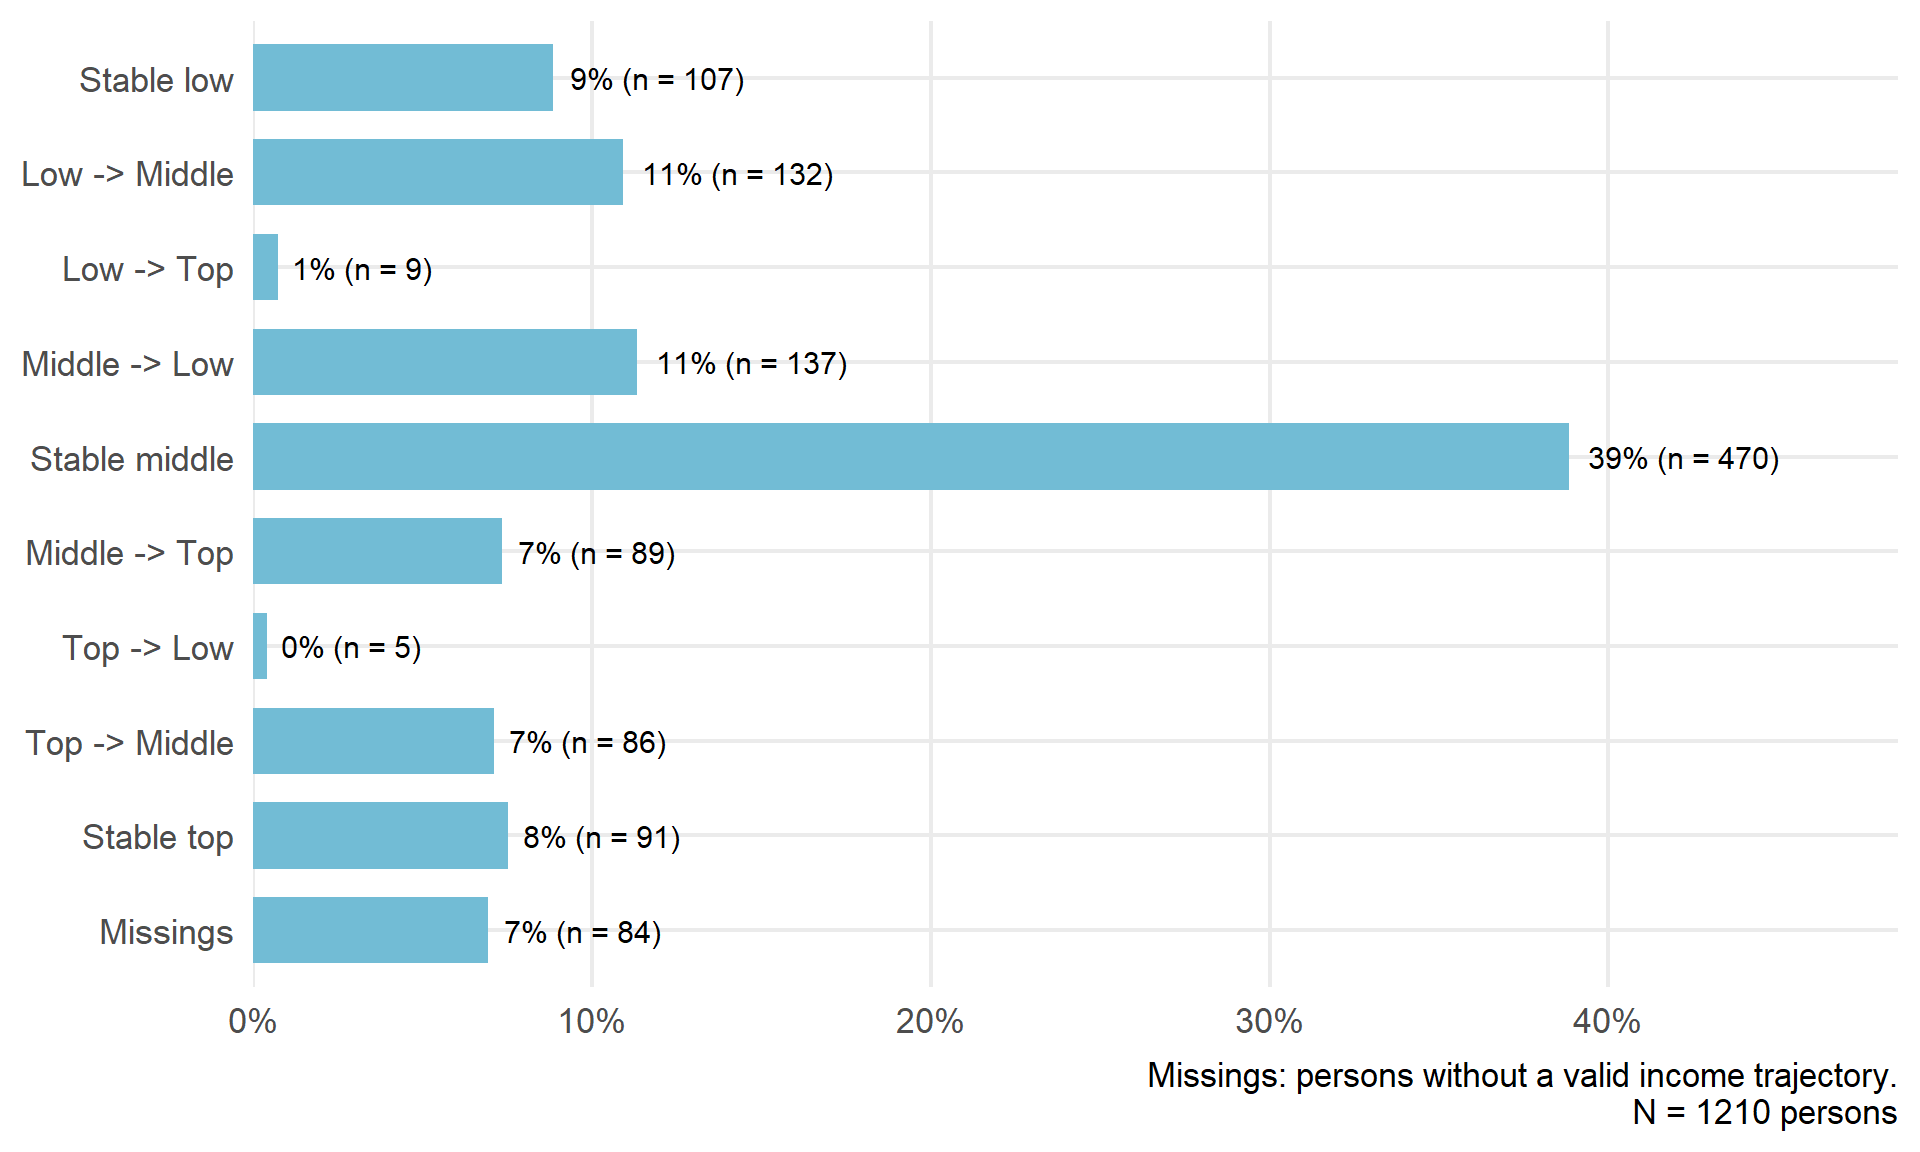 Stable low 9% (n = 107)
Low -> Middle 11% (n = 132)
Low -> Top 1% (n = 9)
Middle -> Low 11% (n = 137)
Stable middle 39% (n = 470)
Middle -> Top 7% (n = 89)
Top -> Low 0% (n = 5)
Top -> Middle 7% (n = 86)
Stable top 8% (n = 91)
Missings 7% (n = 84)
0% 10% 20% 30% 40%
Missings: persons without a valid income trajectory.
N = 1210 persons